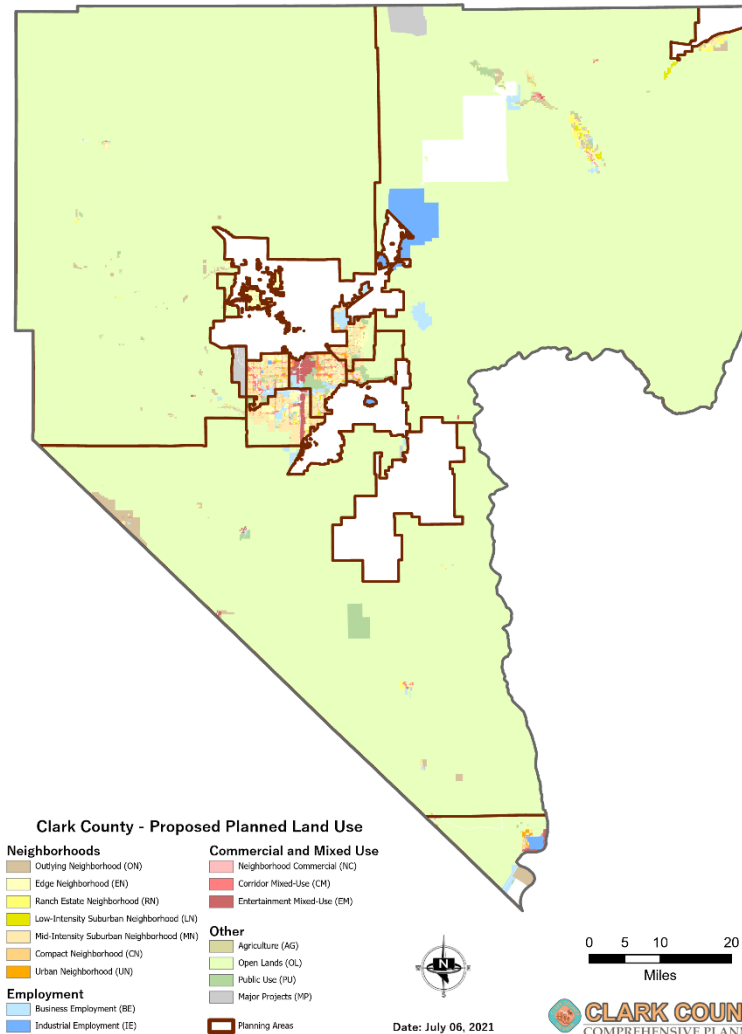 Clark County - Proposed Planned Land Use
Neighborhoods
Outlying Neighborhood (ON)
Edge Neighborhood (EN)
Ranch Estate Neighborhood (RN)
Low-Intensity Suburban Neighborhood (LN)
Mid-Intensity Suburban Neighborhood (MN)
Compact Neighborhood (CN)
Urban Neighborhood (UN)
Employment
Business Employment (BE)
Industrial Employment (IE)
Commercial and Mixed Use
Neighborhood Commercial (NC)
Corridor Mixed-Use (CM)
Entertainment Mixed-Use (EM)
Other
Agriculture (AG)
Open Lands (OL)
Public Use (PU)
Major Projects (MP)
Planning Areas
N
S
Date: July 06, 2021
0 5 10 20
Miles
CLARK COUN
COMPREHENSIVE PLAN